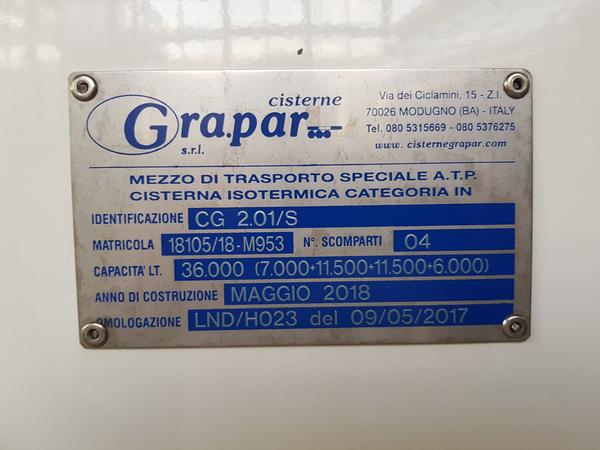 cisterne
Gra.par
s.r.l.
Via dei Ciclamini, 15 - Z.I.
70026 MODUGNO (BA) - ITALY
Tel. 080 5315669 - 080 5376275
www. cisternegrapar.com
MEZZO DI TRASPORTO SPECIALE A.T.P.
CISTERNA ISOTERMICA CATEGORIA IN
IDENTIFICAZIONE CG 2.01/S
MATRICOLA 18105/18-M953 N°. SCOMPARTI 04
CAPACITA' LT. 36.000 (7.000+11.500+11.500+6.000)
ANNO DI COSTRUZIONE MAGGIO 2018
OMOLOGAZIONE LND/H023 del 09/05/2017